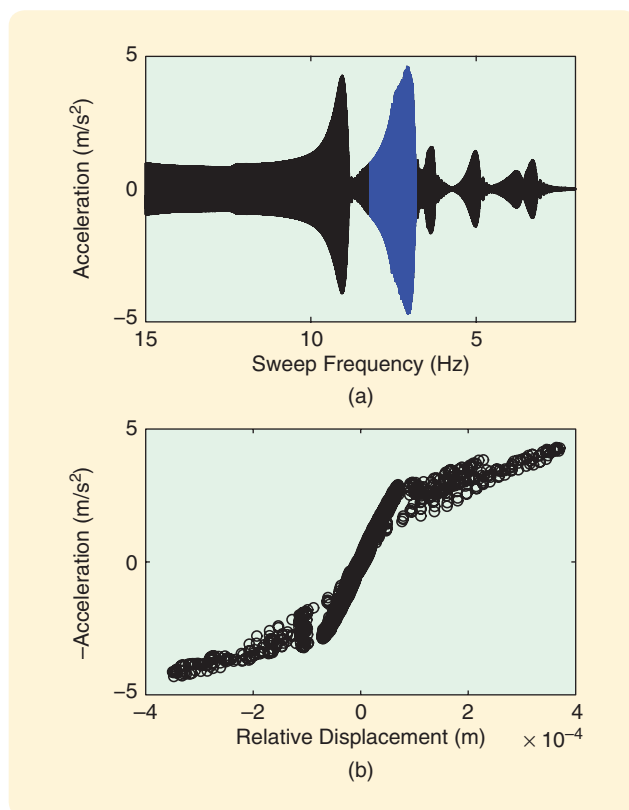 5
0
−5
Acceleration (m/s²)
15 10 5
Sweep Frequency (Hz)
(a)
5
0
−5
−Acceleration (m/s²)
−4 −2 0 2 4
Relative Displacement (m) × 10⁻⁴
(b)